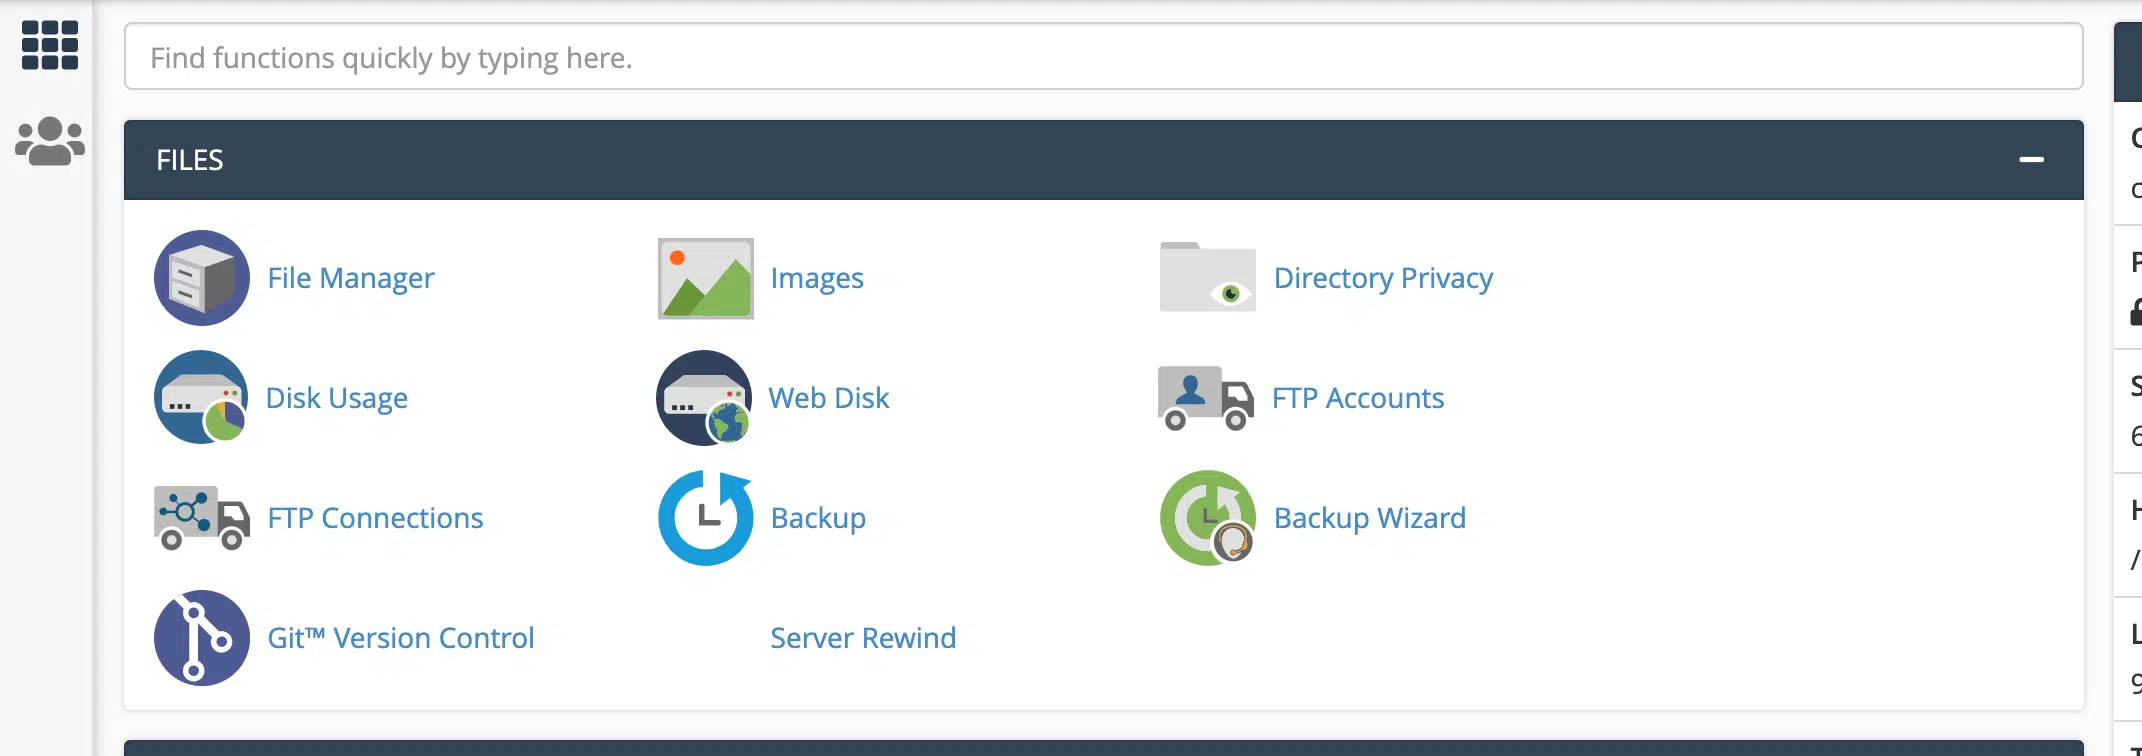 Find functions quickly by typing here.
FILES
File Manager
Images
Directory Privacy
Disk Usage
Web Disk
FTP Accounts
FTP Connections
Backup
Backup Wizard
Git™ Version Control
Server Rewind